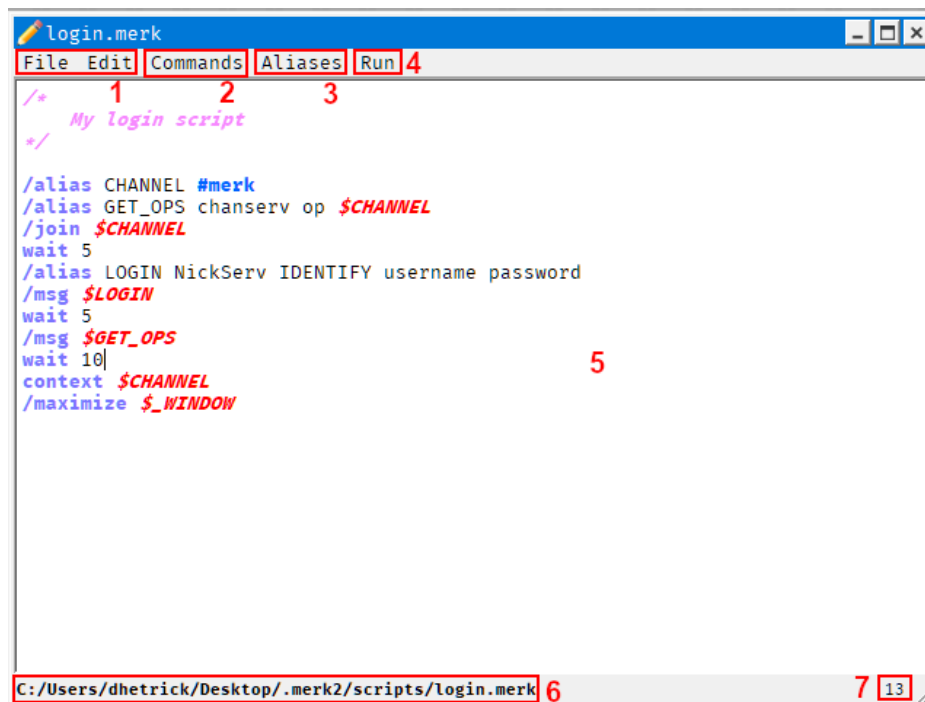 login.merk
File Edit Commands Aliases Run 4
1 2 3
/*
My login script
*/
/alias CHANNEL #merk
/alias GET_OPS chanserv op $CHANNEL
/join $CHANNEL
wait 5
/alias LOGIN NickServ IDENTIFY username password
/msg $LOGIN
wait 5
/msg $GET_OPS
wait 10
5
context $CHANNEL
/maximize $_WINDOW
C:/Users/dhetrick/Desktop/.merk2/scripts/login.merk 6 7 13